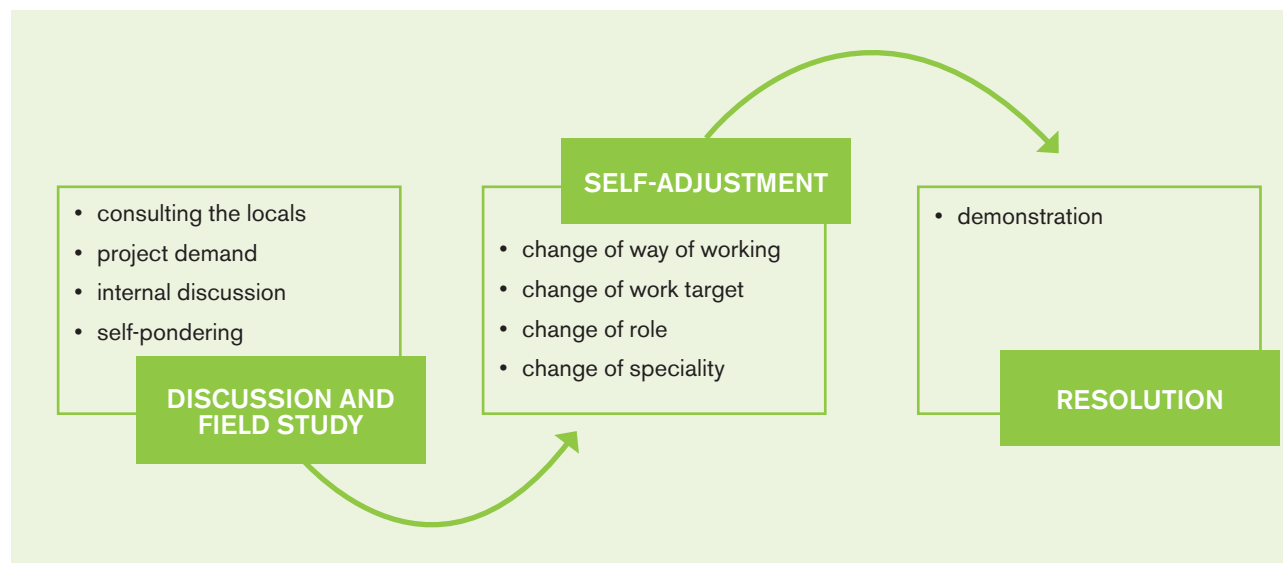 • consulting the locals
• project demand
• internal discussion
• self-pondering
DISCUSSION AND
FIELD STUDY
SELF-ADJUSTMENT
• change of way of working
• change of work target
• change of role
• change of speciality
• demonstration
RESOLUTION